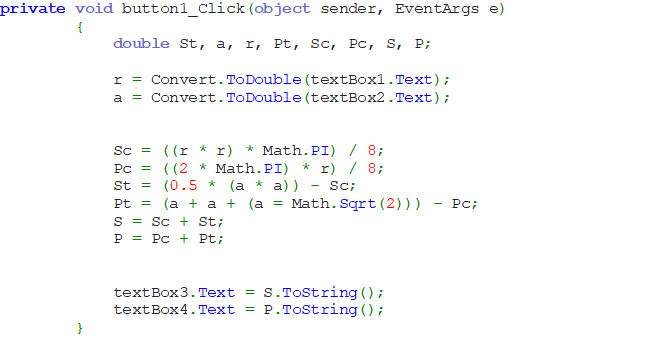 private void button1_Click(object sender, EventArgs e)
{
double St, a, r, Pt, Sc, Pc, S, P;
r = Convert.ToDouble(textBox1.Text);
a = Convert.ToDouble(textBox2.Text);
Sc = ((r * r) * Math.PI) / 8;
Pc = ((2 * Math.PI) * r) / 8;
St = (0.5 * (a * a)) - Sc;
Pt = (a + a + (a = Math.Sqrt(2))) - Pc;
S = Sc + St;
P = Pc + Pt;
textBox3.Text = S.ToString();
textBox4.Text = P.ToString();
}